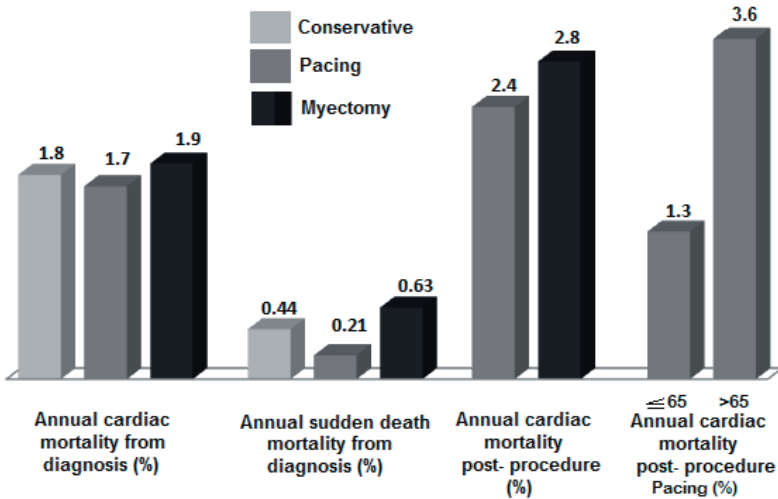 Conservative
Pacing
Myectomy
1.8
1.7
1.9
0.44
0.21
0.63
2.4
2.8
1.3
3.6
≤65 >65
Annual cardiac
mortality from
diagnosis (%)
Annual sudden death
mortality from
diagnosis (%)
Annual cardiac
mortality
post- procedure
(%)
Annual cardiac
mortality
post- procedure
Pacing (%)